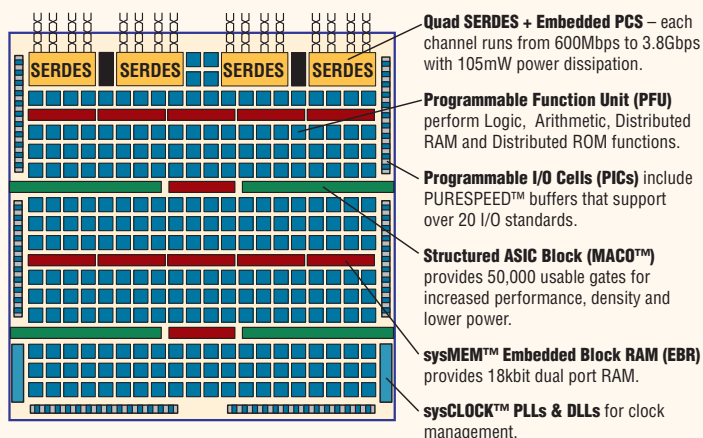 SERDES SERDES SERDES SERDES
Quad SERDES + Embedded PCS – each
channel runs from 600Mbps to 3.8Gbps
with 105mW power dissipation.
Programmable Function Unit (PFU)
perform Logic, Arithmetic, Distributed
RAM and Distributed ROM functions.
Programmable I/O Cells (PICs) include
PURESPEED™ buffers that support
over 20 I/O standards.
Structured ASIC Block (MACO™)
provides 50,000 usable gates for
increased performance, density and
lower power.
sysMEM™ Embedded Block RAM (EBR)
provides 18kbit dual port RAM.
sysCLOCK™ PLLs & DLLs for clock
management.